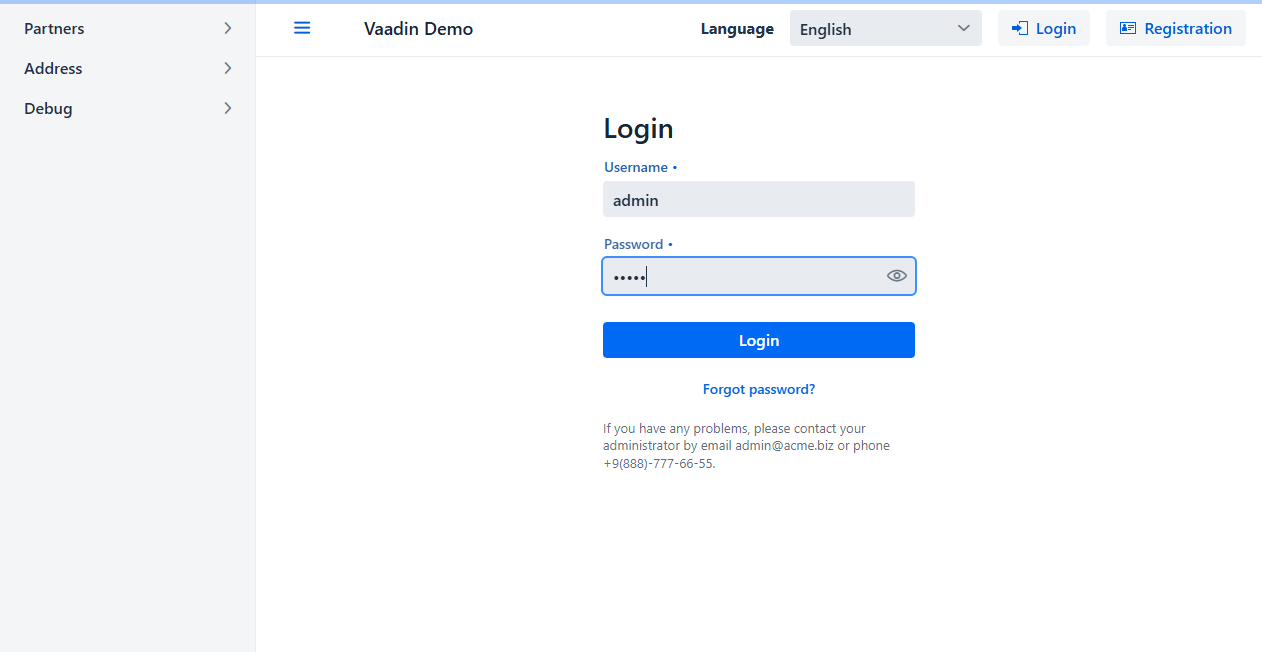 Partners
Address
Debug
Vaadin Demo
Language
English
Login
Registration
Login
Username •
admin
Password •
•••••
Login
Forgot password?
If you have any problems, please contact your
administrator by email admin@acme.biz or phone
+9(888)-777-66-55.